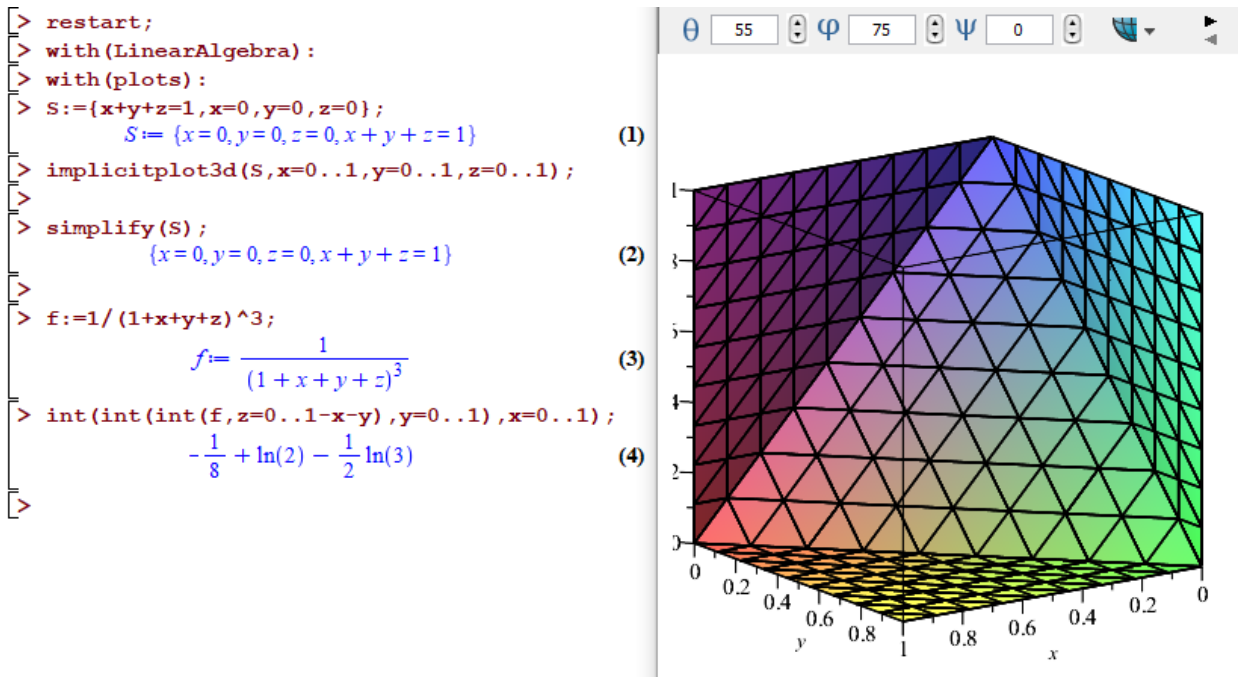 > restart;
> with(LinearAlgebra):
> with(plots):
> S:={x+y+z=1,x=0,y=0,z=0};
S := {x = 0, y = 0, z = 0, x + y + z = 1} (1)
> implicitplot3d(S,x=0..1,y=0..1,z=0..1);
>
> simplify(S);
{x = 0, y = 0, z = 0, x + y + z = 1} (2)
>
> f:=1/(1+x+y+z)^3;
f := 1/(1 + x + y + z)^3 (3)
> int(int(int(f,z=0..1-x-y),y=0..1),x=0..1);
-1/8 + ln(2) - 1/2 ln(3) (4)
>
θ 55 φ 75 ψ 0
2
0 0.2 0.4 0.6 0.8 1
y
0.8 0.6 0.4 0.2 0
x